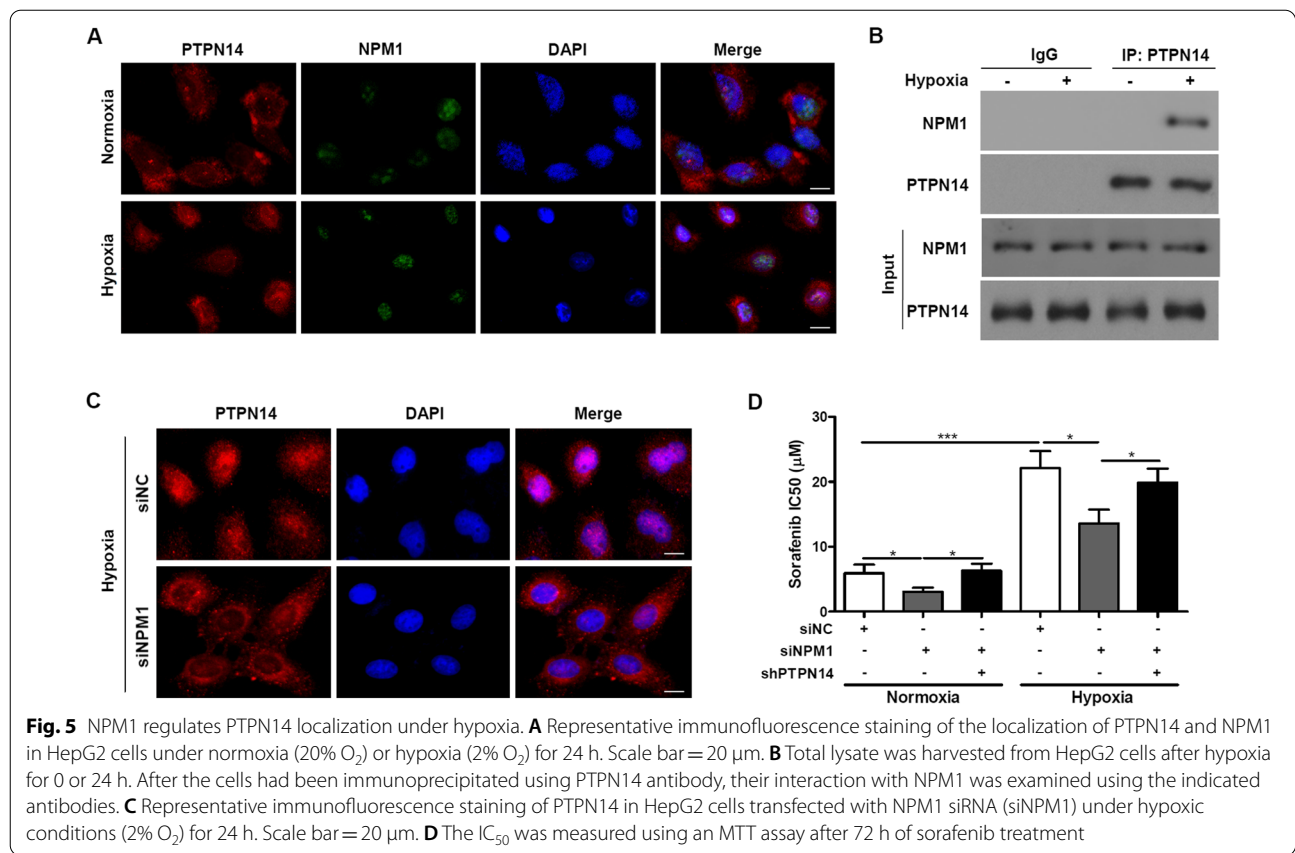 A
PTPN14 NPM1 DAPI Merge
Normoxia
Hypoxia
B
IgG IP: PTPN14
Hypoxia - + - +
NPM1
PTPN14
Input
NPM1
PTPN14
C
PTPN14 DAPI Merge
Hypoxia
siNC
siNPM1
D
Sorafenib IC50 (μM)
30
20
10
0
*** * *
* *
siNC + - - + - -
siNPM1 - + + - + +
shPTPN14 - - + - - +
Normoxia Hypoxia
Fig. 5 NPM1 regulates PTPN14 localization under hypoxia. A Representative immunofluorescence staining of the localization of PTPN14 and NPM1
in HepG2 cells under normoxia (20% O₂) or hypoxia (2% O₂) for 24 h. Scale bar = 20 μm. B Total lysate was harvested from HepG2 cells after hypoxia
for 0 or 24 h. After the cells had been immunoprecipitated using PTPN14 antibody, their interaction with NPM1 was examined using the indicated
antibodies. C Representative immunofluorescence staining of PTPN14 in HepG2 cells transfected with NPM1 siRNA (siNPM1) under hypoxic
conditions (2% O₂) for 24 h. Scale bar = 20 μm. D The IC₅₀ was measured using an MTT assay after 72 h of sorafenib treatment